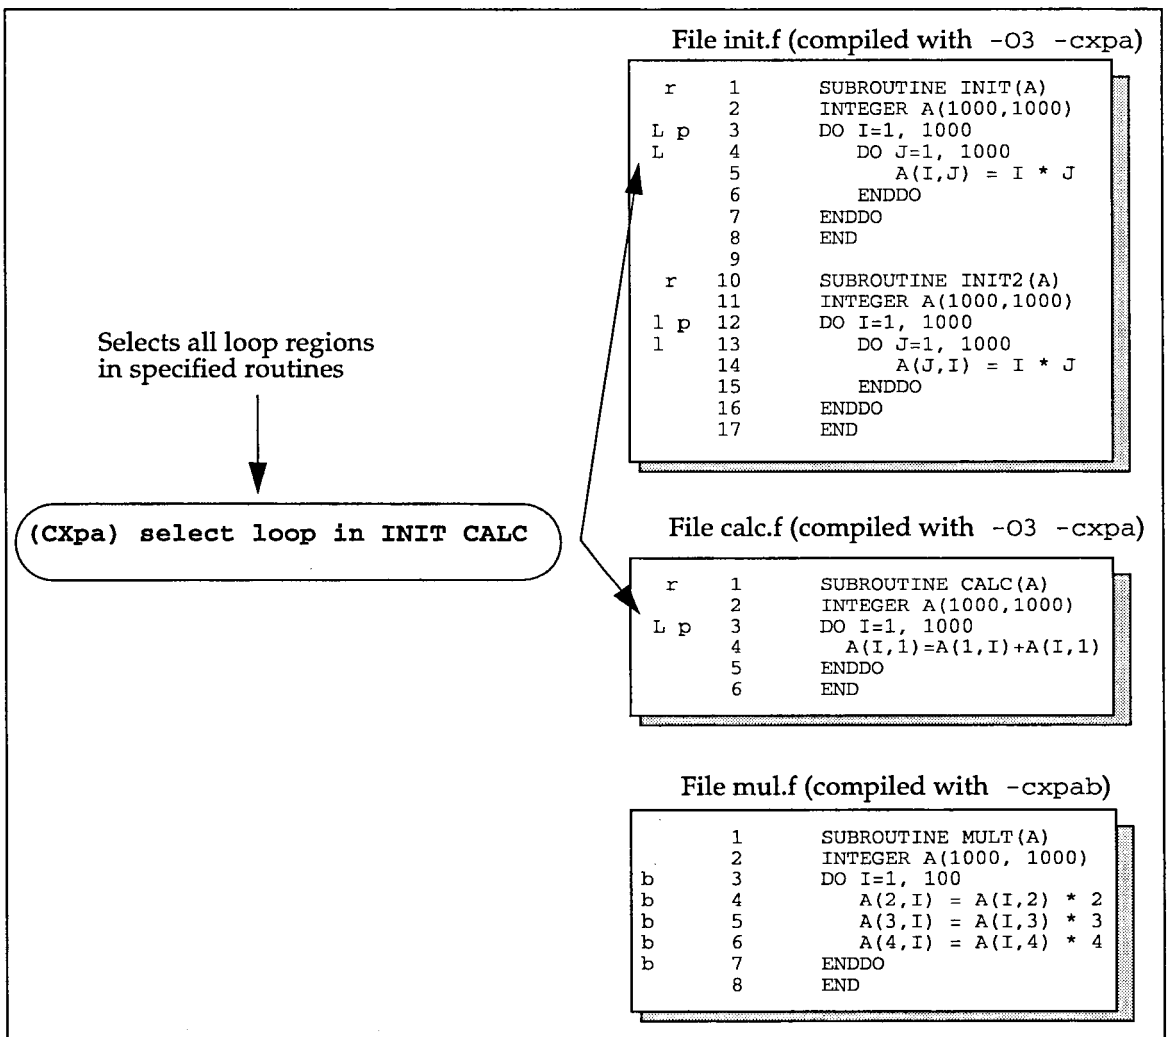 File init.f (compiled with -O3 -cxpa)
r 1 SUBROUTINE INIT(A)
2 INTEGER A(1000,1000)
L p 3 DO I=1, 1000
L 4 DO J=1, 1000
5 A(I,J) = I * J
6 ENDDO
7 ENDDO
8 END
9
r 10 SUBROUTINE INIT2(A)
11 INTEGER A(1000,1000)
l p 12 DO I=1, 1000
l 13 DO J=1, 1000
14 A(J,I) = I * J
15 ENDDO
16 ENDDO
17 END
Selects all loop regions
in specified routines
(CXpa) select loop in INIT CALC
File calc.f (compiled with -O3 -cxpa)
r 1 SUBROUTINE CALC(A)
2 INTEGER A(1000,1000)
L p 3 DO I=1, 1000
4 A(I,1)=A(1,I)+A(I,1)
5 ENDDO
6 END
File mul.f (compiled with -cxpab)
1 SUBROUTINE MULT(A)
2 INTEGER A(1000, 1000)
b 3 DO I=1, 100
b 4 A(2,I) = A(I,2) * 2
b 5 A(3,I) = A(I,3) * 3
b 6 A(4,I) = A(I,4) * 4
b 7 ENDDO
8 END